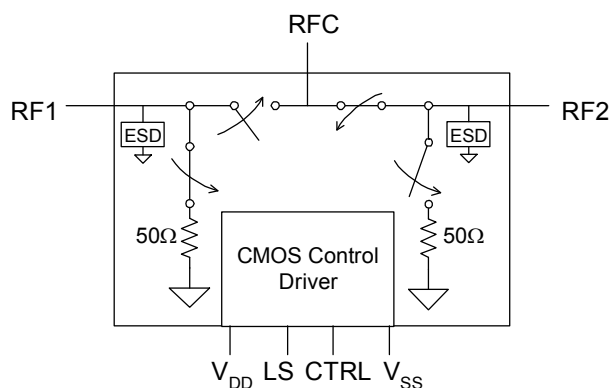 RFC
RF1
RF2
ESD
ESD
50Ω
50Ω
CMOS Control
Driver
VDD LS CTRL VSS